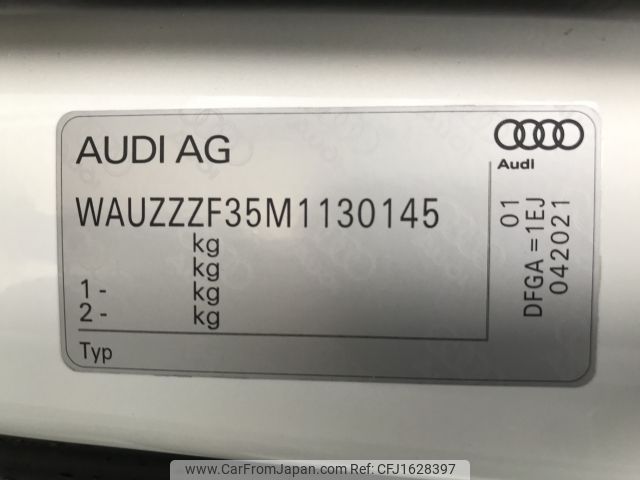 AUDI AG
Audi
WAUZZZF35M1130145
kg
kg
1- kg
2- kg
Typ
01
DFGA =1EJ
042021
www.CarFromJapan.com CFJ1628397